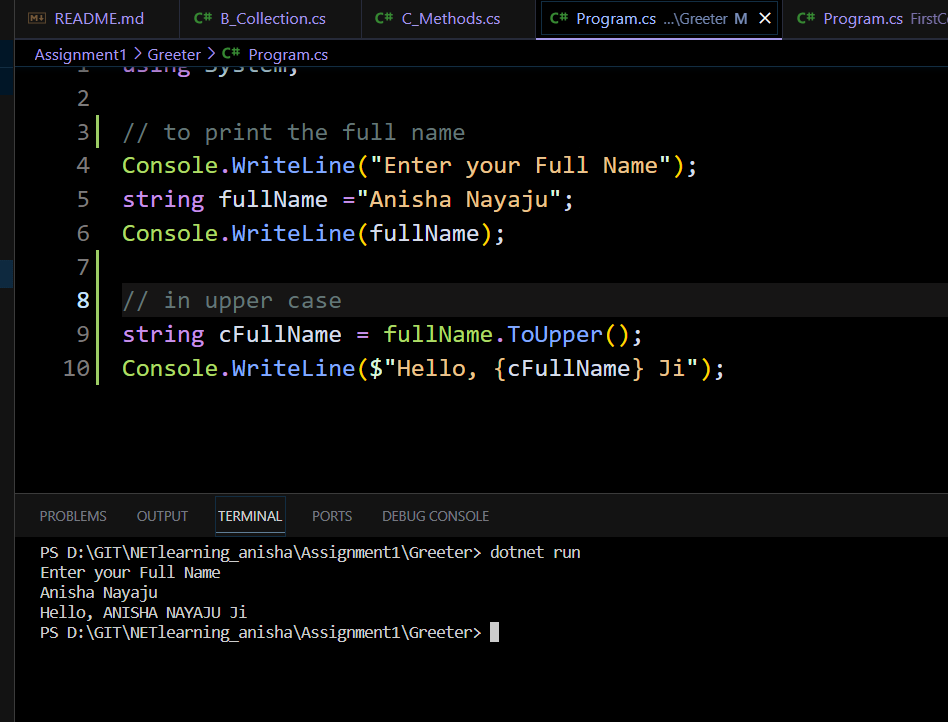 README.md
C# B_Collection.cs
C# C_Methods.cs
C# Program.cs ...\Greeter M ✕
C# Program.cs FirstC
Assignment1 > Greeter > C# Program.cs
1 using System;
2
3 // to print the full name
4 Console.WriteLine("Enter your Full Name");
5 string fullName ="Anisha Nayaju";
6 Console.WriteLine(fullName);
7
8 // in upper case
9 string cFullName = fullName.ToUpper();
10 Console.WriteLine($"Hello, {cFullName} Ji");
PROBLEMS OUTPUT TERMINAL PORTS DEBUG CONSOLE
PS D:\GIT\NETlearning_anisha\Assignment1\Greeter> dotnet run
Enter your Full Name
Anisha Nayaju
Hello, ANISHA NAYAJU Ji
PS D:\GIT\NETlearning_anisha\Assignment1\Greeter>